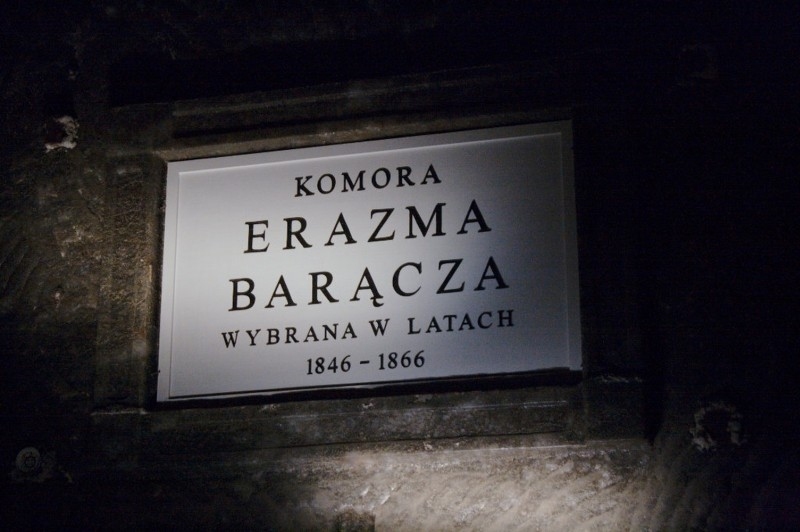 KOMORA
ERAZMA
BARĄCZA
WYBRANA W LATACH
1846 - 1866